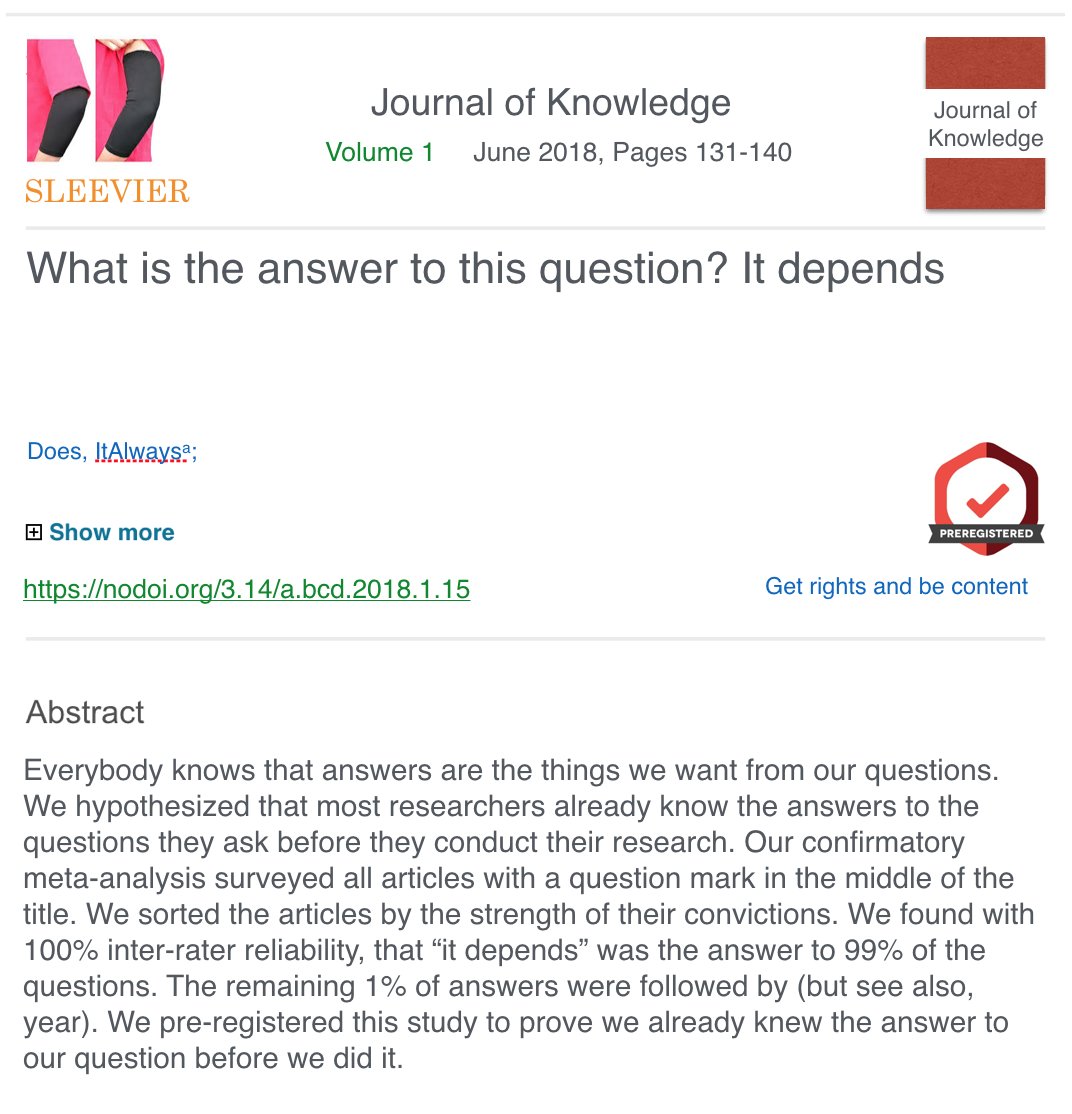 Journal of Knowledge
Volume 1 June 2018, Pages 131-140
Journal of
Knowledge
SLEEVIER
What is the answer to this question? It depends
Does, ItAlwaysᵃ;
Show more
PREREGISTERED
https://nodoi.org/3.14/a.bcd.2018.1.15
Get rights and be content
Abstract
Everybody knows that answers are the things we want from our questions.
We hypothesized that most researchers already know the answers to the
questions they ask before they conduct their research. Our confirmatory
meta-analysis surveyed all articles with a question mark in the middle of the
title. We sorted the articles by the strength of their convictions. We found with
100% inter-rater reliability, that “it depends” was the answer to 99% of the
questions. The remaining 1% of answers were followed by (but see also,
year). We pre-registered this study to prove we already knew the answer to
our question before we did it.